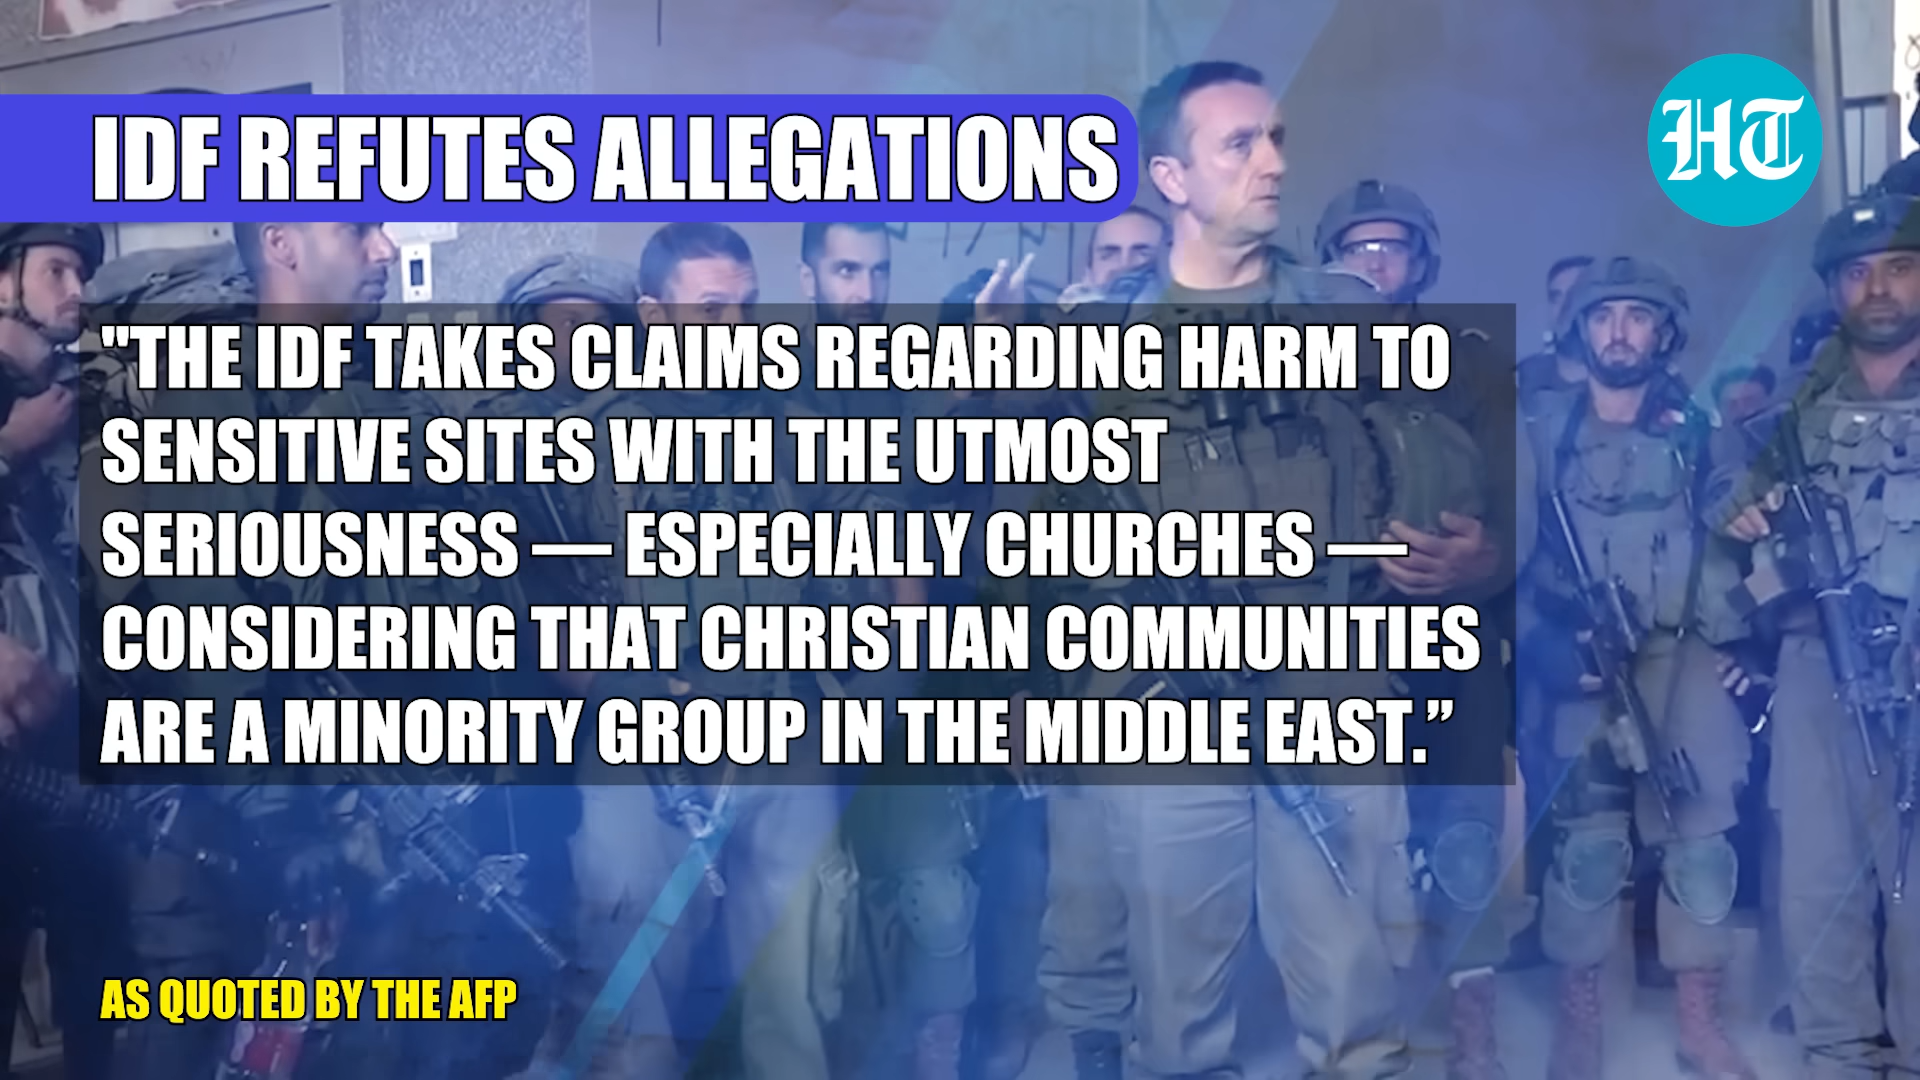 IDF REFUTES ALLEGATIONS
HT
"THE IDF TAKES CLAIMS REGARDING HARM TO
SENSITIVE SITES WITH THE UTMOST
SERIOUSNESS — ESPECIALLY CHURCHES —
CONSIDERING THAT CHRISTIAN COMMUNITIES
ARE A MINORITY GROUP IN THE MIDDLE EAST.”
AS QUOTED BY THE AFP